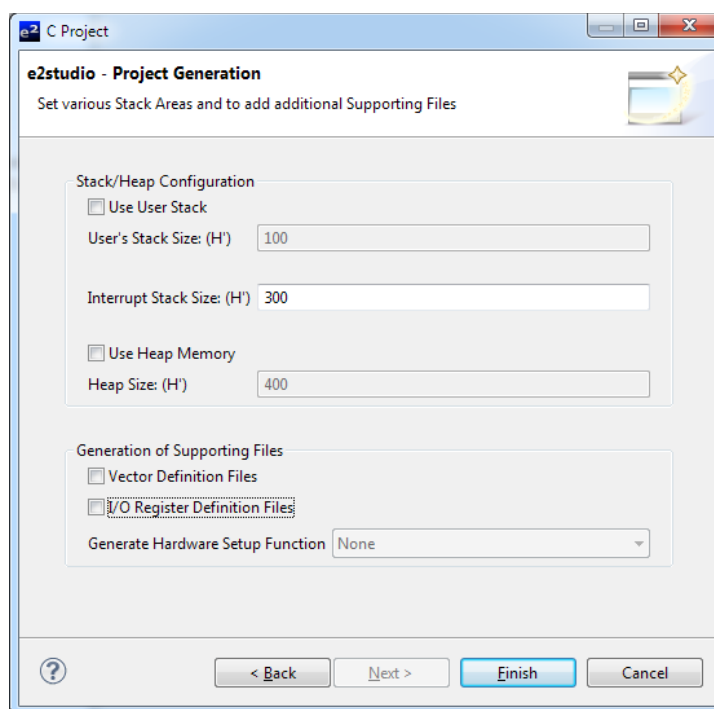 e² C Project
e2studio - Project Generation
Set various Stack Areas and to add additional Supporting Files
Stack/Heap Configuration
Use User Stack
User's Stack Size: (H') 100
Interrupt Stack Size: (H') 300
Use Heap Memory
Heap Size: (H') 400
Generation of Supporting Files
Vector Definition Files
I/O Register Definition Files
Generate Hardware Setup Function None
? < Back Next > Finish Cancel